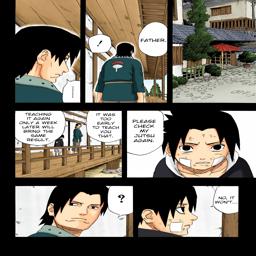 !
FATHER.
TEACHING
IT AGAIN
ONLY A WEEK
LATER WILL
BRING THE
SAME
RESULT.
IT WAS
TOO
EARLY
TO TEACH
YOU
THAT.
PLEASE
CHECK
MY
JUTSU
AGAIN.
?
NO, IT
WON'T...